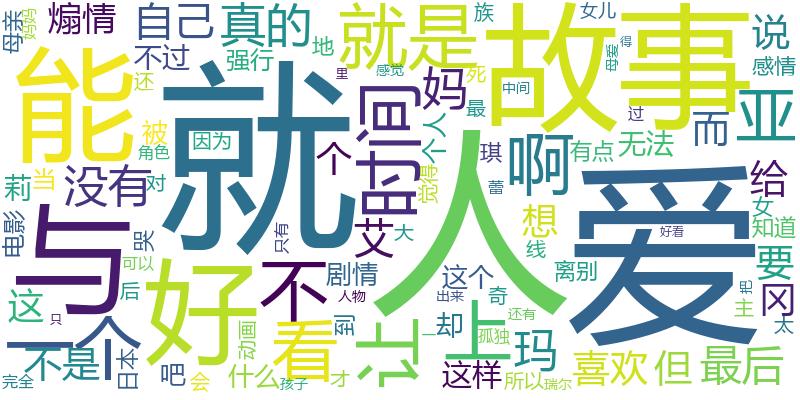 母亲
妈妈
煽情
自己
真的
地
就是
族
故事
女儿
说
不过
强行
感觉
死
母爱
得
感情
能
还
就
里
时间
妈
中间
最
过
亚
被
因为
角色
个
个人
琪
啊
有点
无法
而
莉
当
没有
对
艾
觉得
蕾
人
爱
给
女
电影
与
哭
只有
大
想
好看
知道
可以
线
要
这
后
好
不
剧情
这个
奇
离别
把
冈
只
一个
人物
出来
主
到
让
一
却
上
还有
孤独
玛
太
不是
日本
动画
看
吧
会
什么
孩子
才
这样
所以
瑞尔
喜欢
但
最后
完全